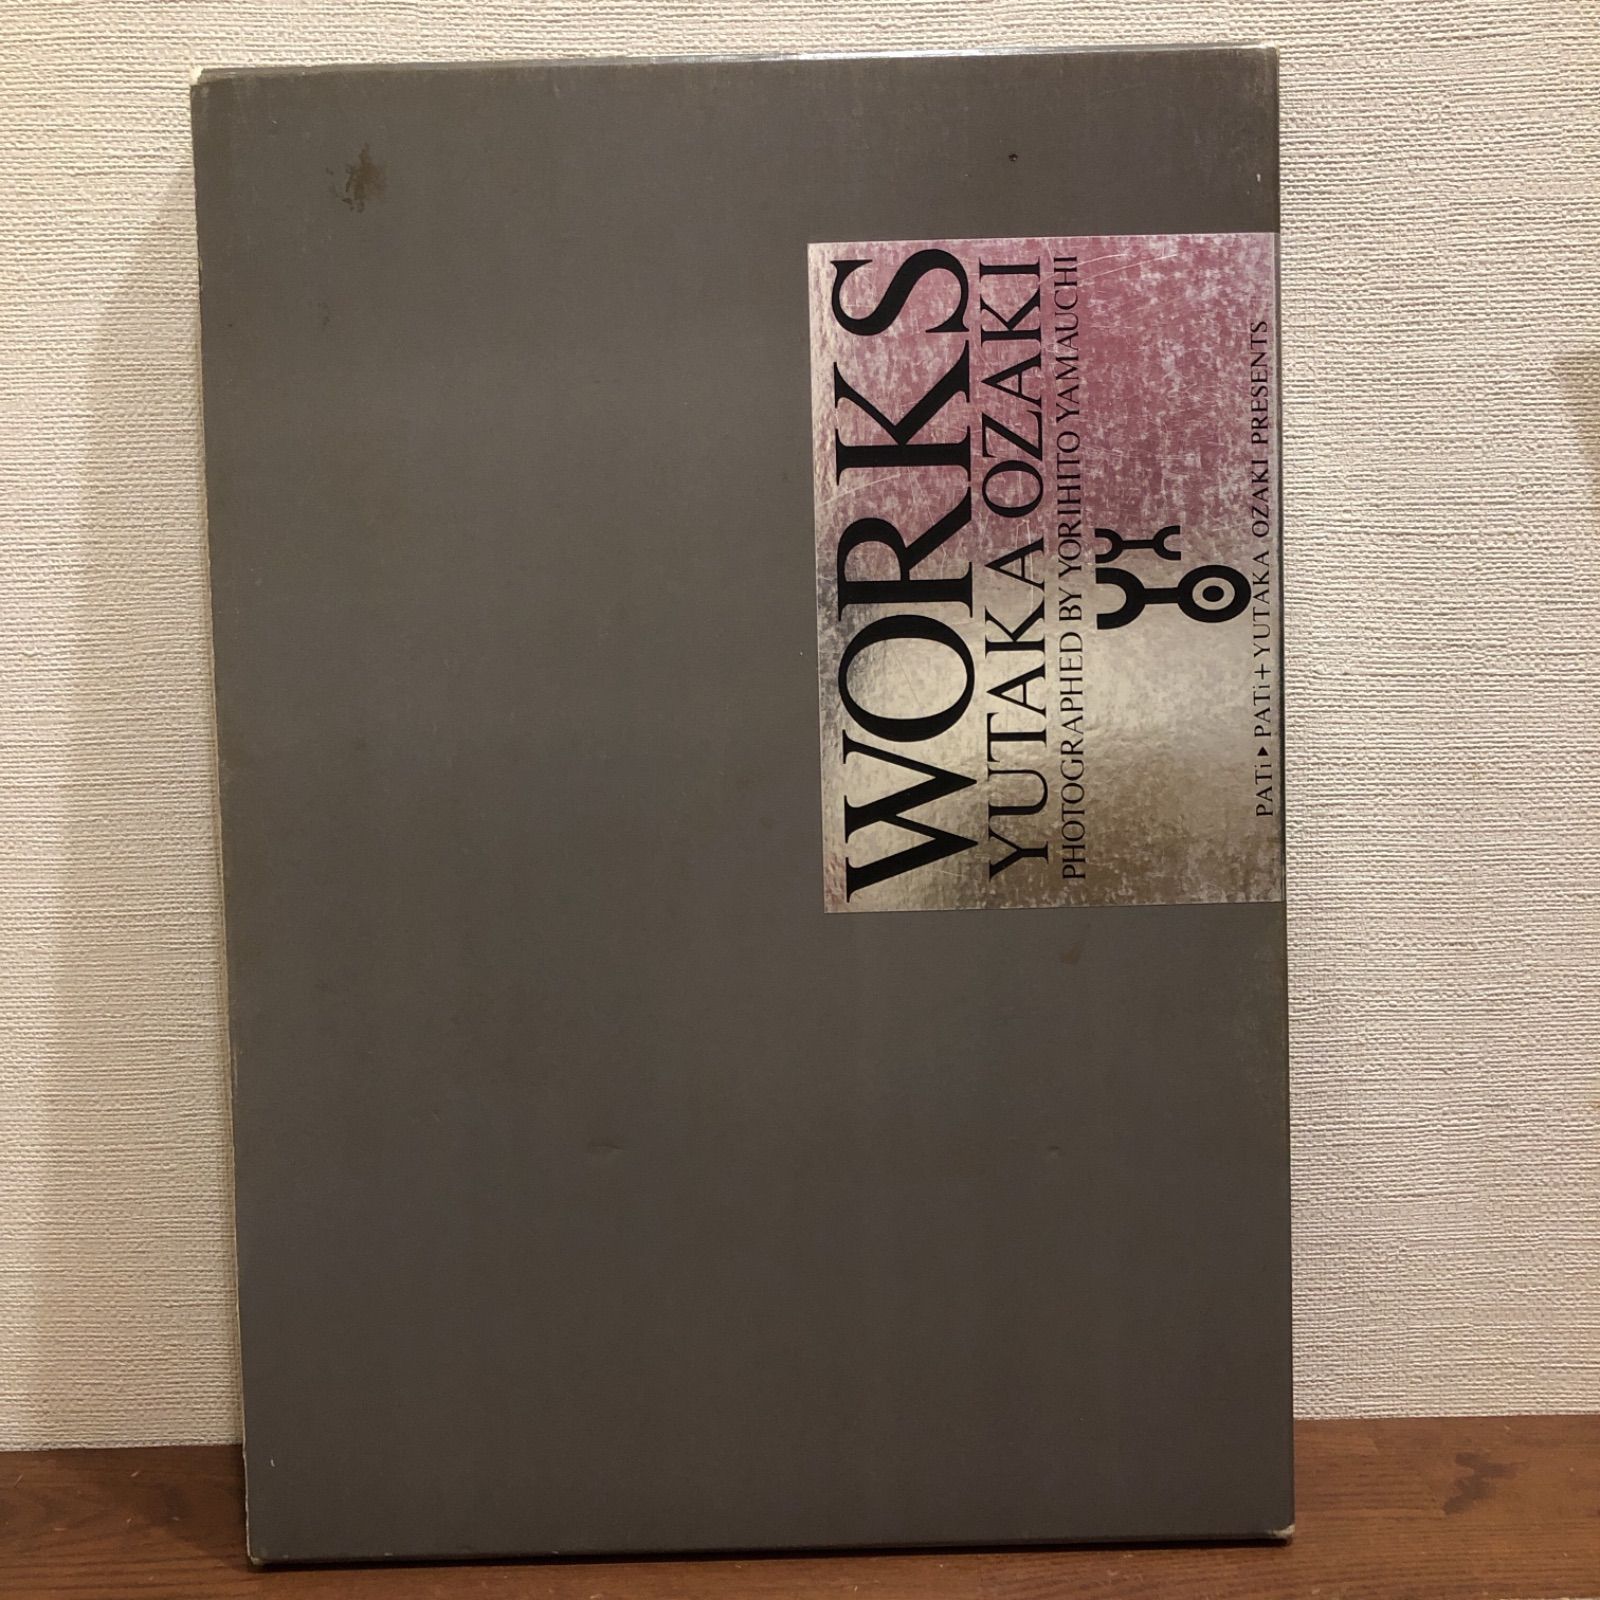 WORKS
YUTAKA OZAKI
PHOTOGRAPHED BY YORIHITO YAMAUCHI
PATi▶PATi+YUTAKA OZAKI PRESENTS